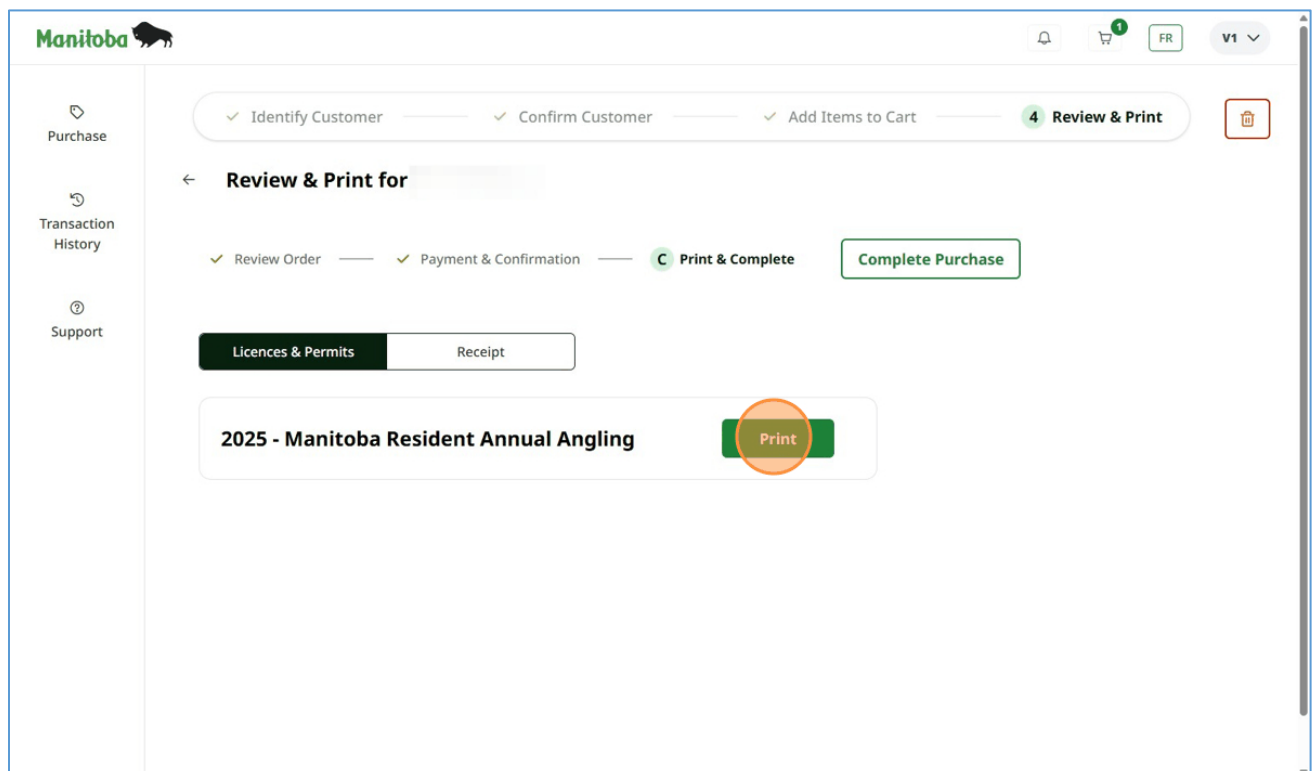 Manitoba
1
FR
V1
Purchase
Transaction
History
Support
Identify Customer
Confirm Customer
Add Items to Cart
4 Review & Print
Review & Print for
Review Order
Payment & Confirmation
C Print & Complete
Complete Purchase
Licences & Permits
Receipt
2025 - Manitoba Resident Annual Angling
Print